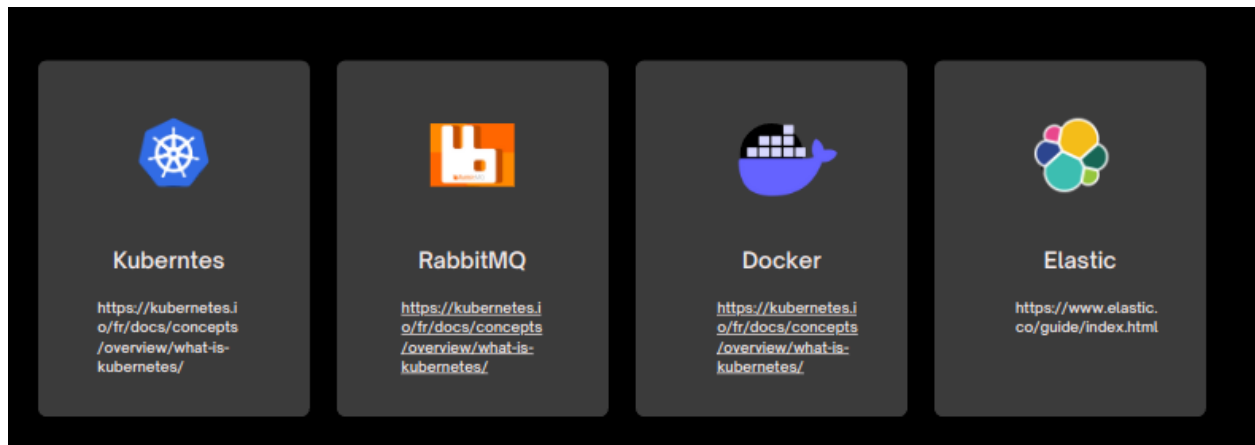 Kuberntes
https://kubernetes.i
o/fr/docs/concepts
/overview/what-is-
kubernetes/
RabbitMQ
https://kubernetes.i
o/fr/docs/concepts
/overview/what-is-
kubernetes/
Docker
https://kubernetes.i
o/fr/docs/concepts
/overview/what-is-
kubernetes/
Elastic
https://www.elastic.
co/guide/index.html